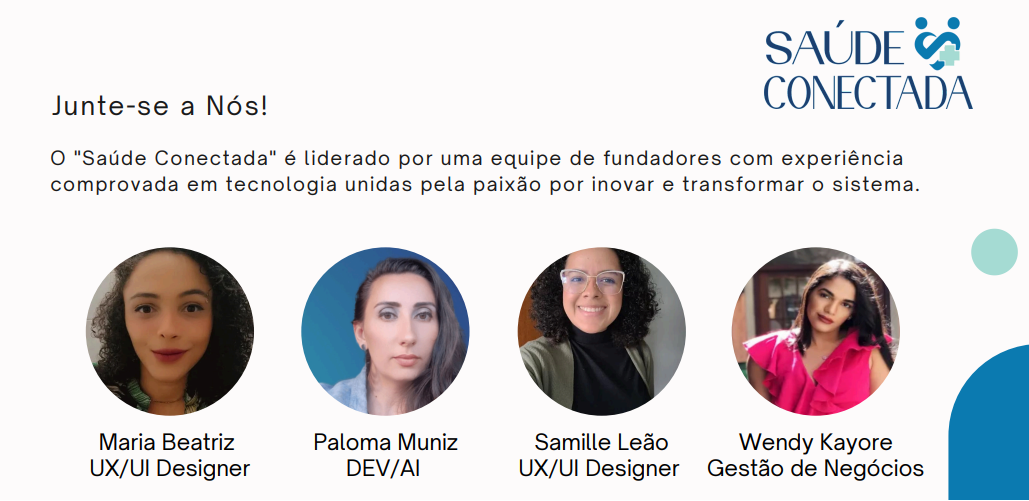 SAÚDE
CONECTADA
Junte-se a Nós!
O "Saúde Conectada" é liderado por uma equipe de fundadores com experiência
comprovada em tecnologia unidas pela paixão por inovar e transformar o sistema.
Maria Beatriz
UX/UI Designer
Paloma Muniz
DEV/AI
Samille Leão
UX/UI Designer
Wendy Kayore
Gestão de Negócios